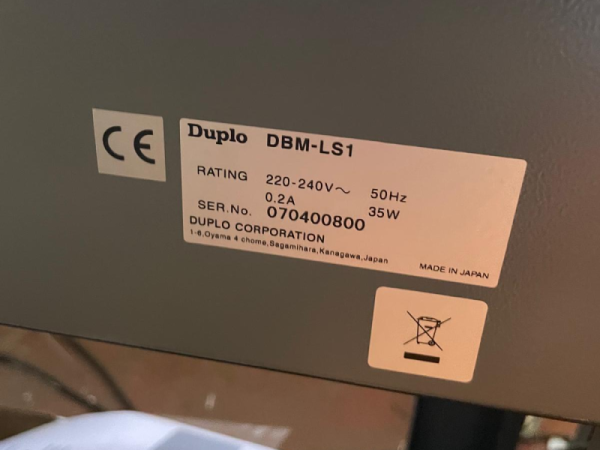 CE
Duplo DBM-LS1
RATING 220-240V～ 50Hz
0.2A 35W
SER.No. 070400800
DUPLO CORPORATION
1-6,Oyama 4 chome,Sagamihara,Kanagawa,Japan
MADE IN JAPAN